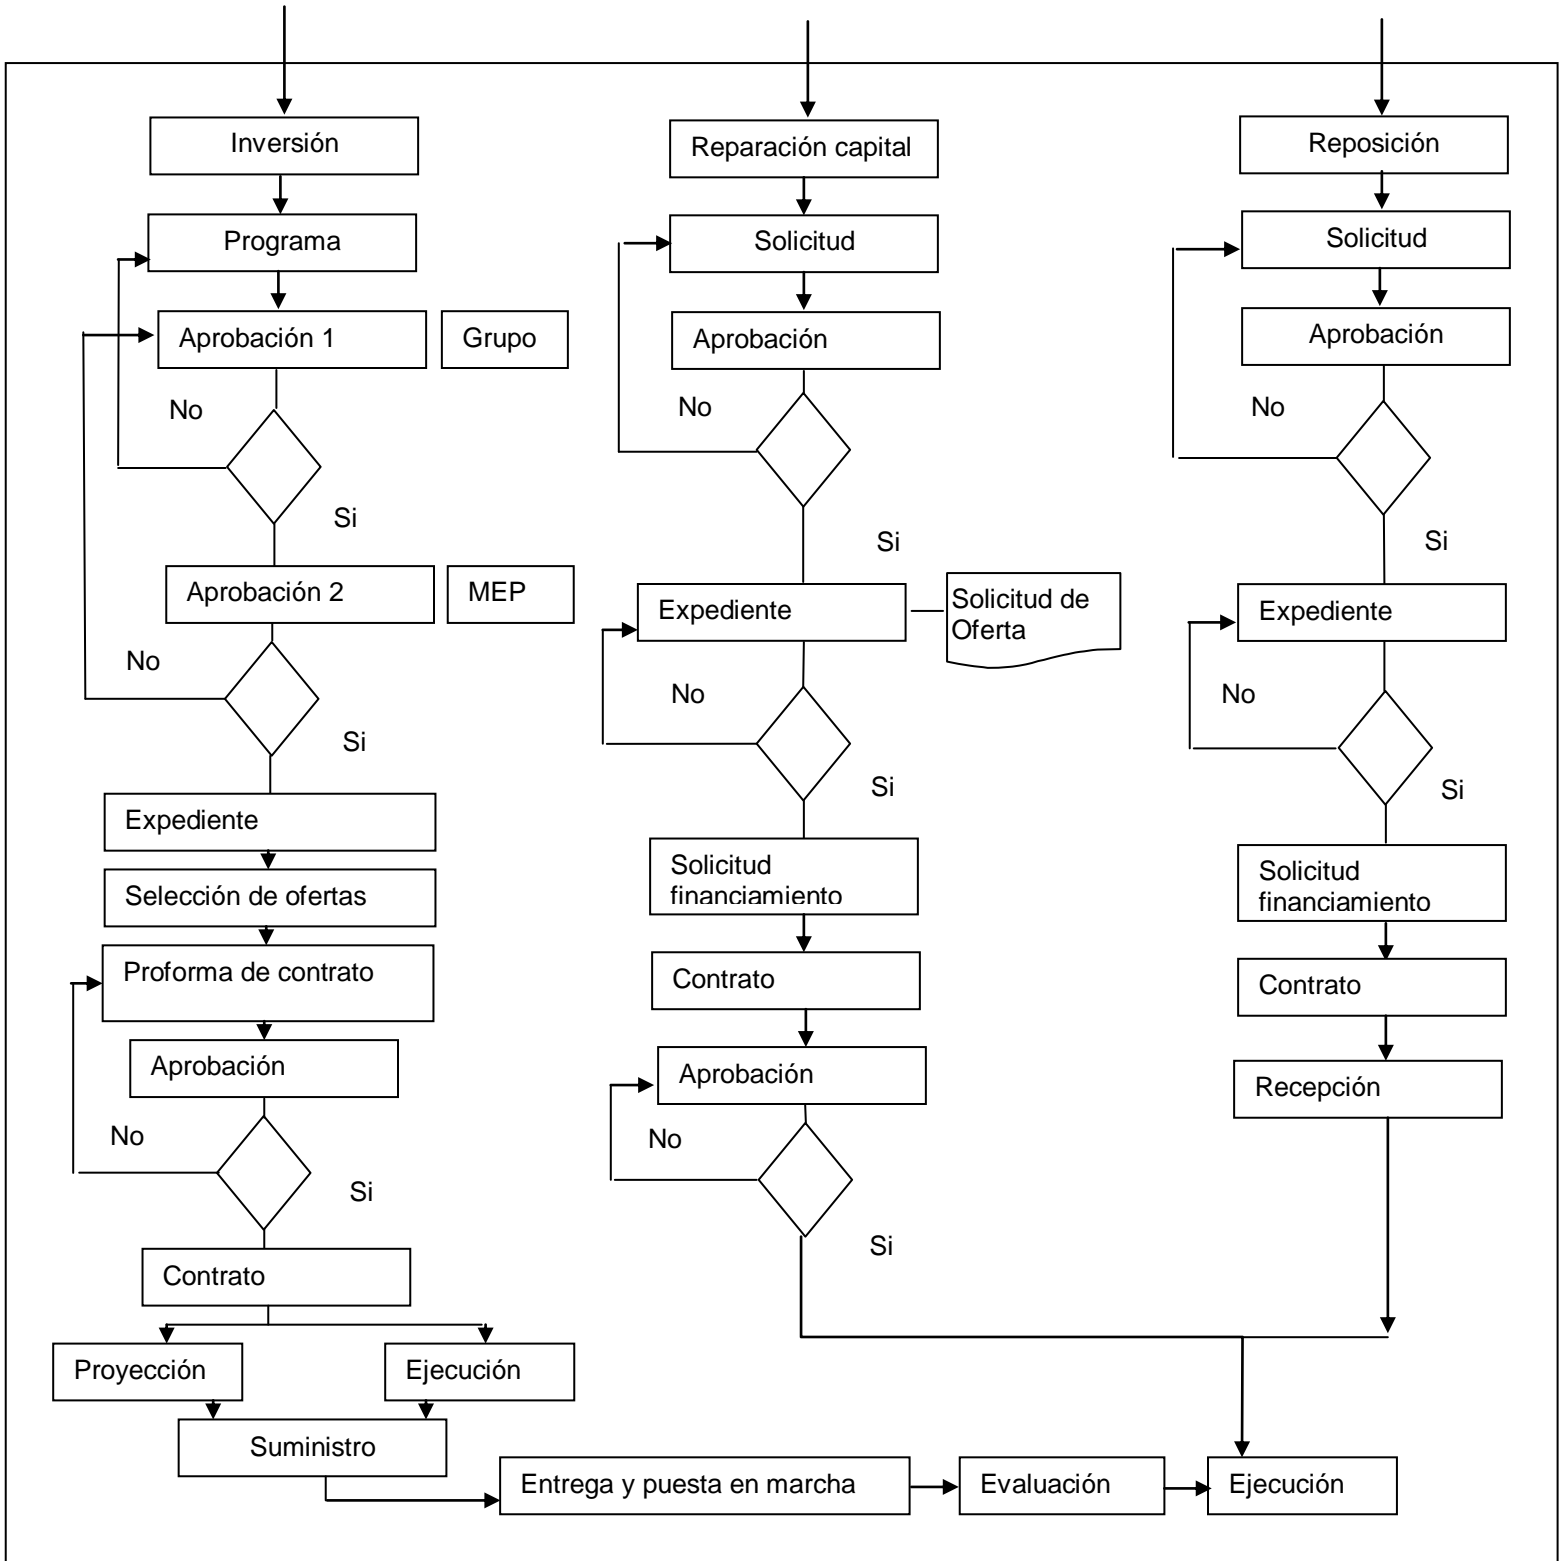 Inversión
Programa
Aprobación 1
Grupo
No
Si
Aprobación 2
MEP
No
Si
Expediente
Selección de ofertas
Proforma de contrato
Aprobación
No
Si
Contrato
Proyección
Ejecución
Suministro
Reparación capital
Solicitud
Aprobación
No
Si
Expediente
Solicitud de
Oferta
No
Si
Solicitud
financiamiento
Contrato
Aprobación
No
Si
Reposición
Solicitud
Aprobación
No
Si
Expediente
No
Si
Solicitud
financiamiento
Contrato
Recepción
Entrega y puesta en marcha
Evaluación
Ejecución